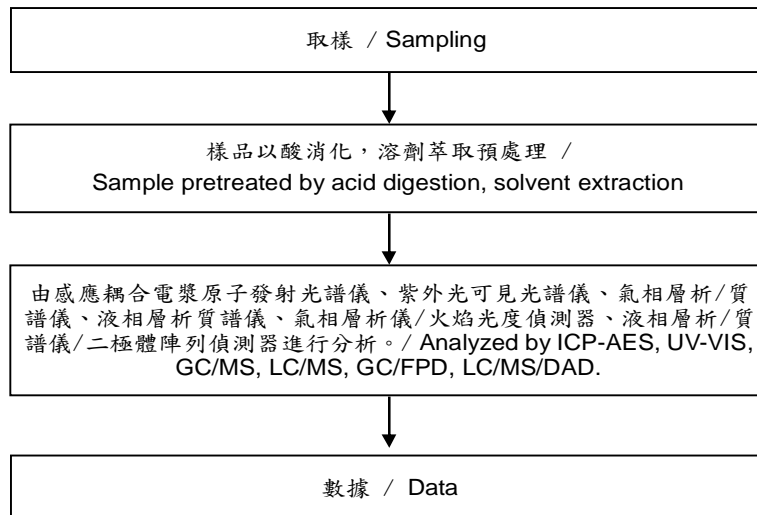 取樣 / Sampling
樣品以酸消化，溶劑萃取預處理 /
Sample pretreated by acid digestion, solvent extraction
由感應耦合電漿原子發射光譜儀、紫外光可見光譜儀、氣相層析/質
譜儀、液相層析質譜儀、氣相層析儀/火焰光度偵測器、液相層析/質
譜儀/二極體陣列偵測器進行分析。/ Analyzed by ICP-AES, UV-VIS,
GC/MS, LC/MS, GC/FPD, LC/MS/DAD.
數據 / Data